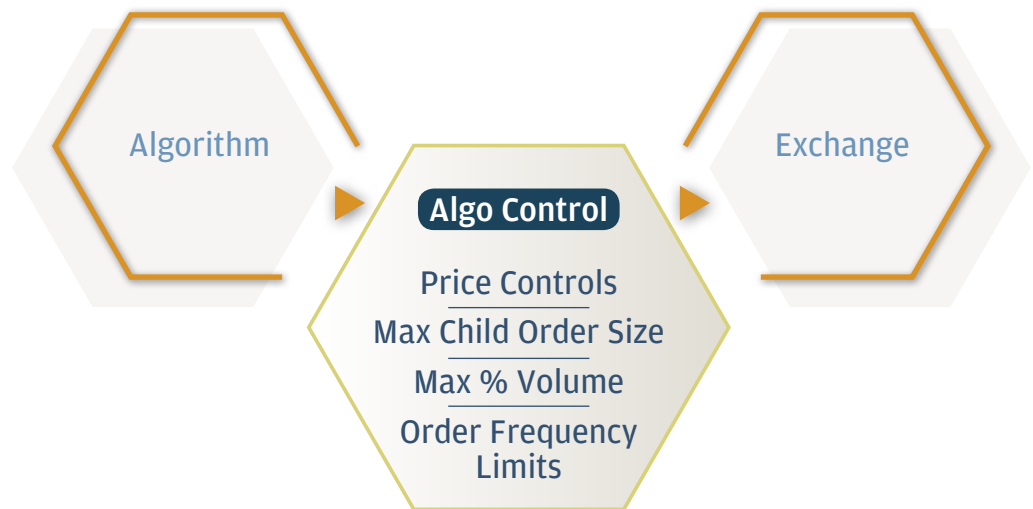 Algorithm
Exchange
Algo Control
Price Controls
Max Child Order Size
Max % Volume
Order Frequency
Limits